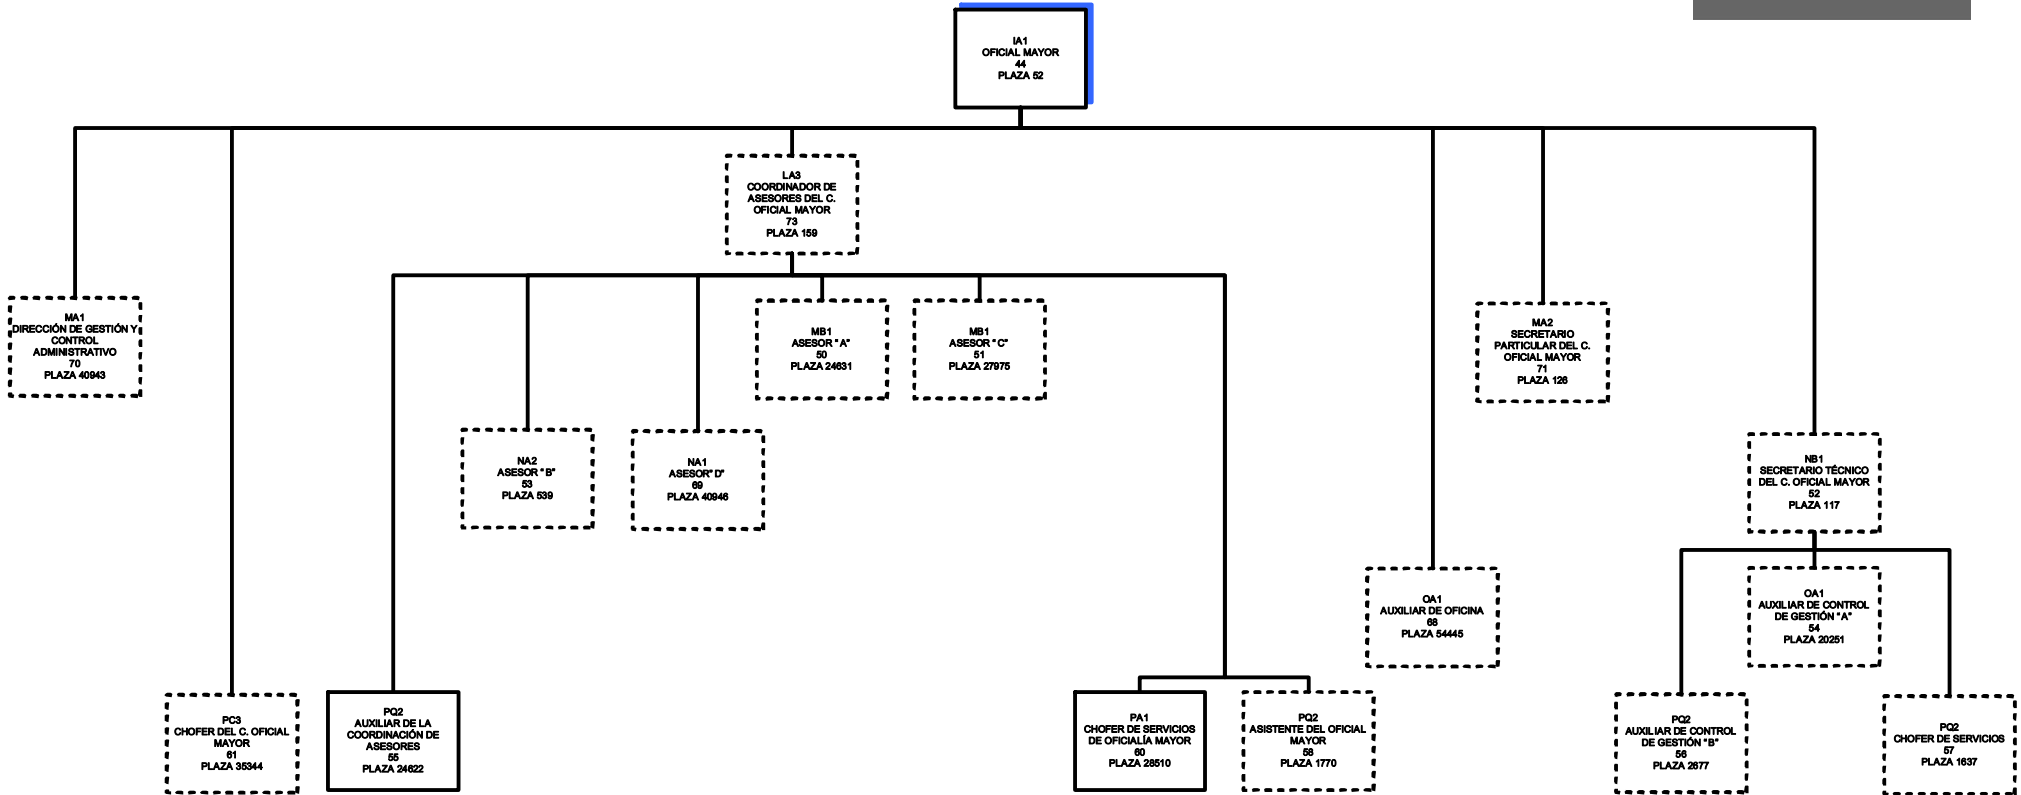 IA1
OFICIAL MAYOR
44
PLAZA 52
LA3
COORDINADOR DE
ASESORES DEL C.
OFICIAL MAYOR
73
PLAZA 159
MA1
DIRECCIÓN DE GESTIÓN Y
CONTROL
ADMINISTRATIVO
70
PLAZA 40943
MB1
ASESOR "A"
50
PLAZA 24631
MB1
ASESOR "C"
51
PLAZA 27975
MA2
SECRETARIO
PARTICULAR DEL C.
OFICIAL MAYOR
71
PLAZA 126
NA2
ASESOR "B"
53
PLAZA 539
NA1
ASESOR"D"
69
PLAZA 40946
NB1
SECRETARIO TÉCNICO
DEL C. OFICIAL MAYOR
52
PLAZA 117
OA1
AUXILIAR DE OFICINA
68
PLAZA 54445
OA1
AUXILIAR DE CONTROL
DE GESTIÓN "A"
54
PLAZA 20251
PC3
CHOFER DEL C. OFICIAL
MAYOR
61
PLAZA 35344
PQ2
AUXILIAR DE LA
COORDINACIÓN DE
ASESORES
55
PLAZA 24622
PA1
CHOFER DE SERVICIOS
DE OFICIALÍA MAYOR
60
PLAZA 28510
PQ2
ASISTENTE DEL OFICIAL
MAYOR
58
PLAZA 1770
PQ2
AUXILIAR DE CONTROL
DE GESTIÓN "B"
56
PLAZA 2677
PQ2
CHOFER DE SERVICIOS
57
PLAZA 1637